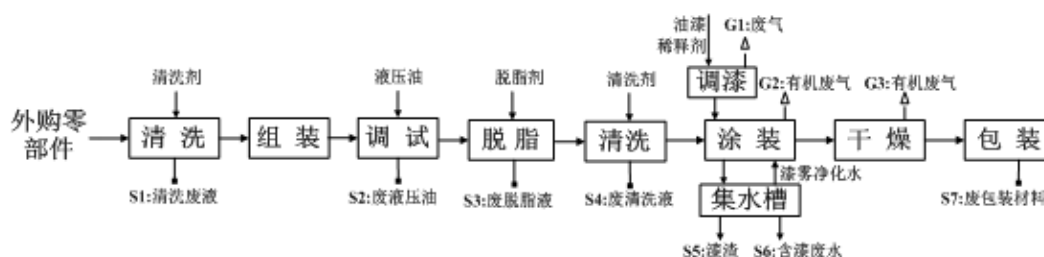 油漆
稀释剂
G1:废气
清洗剂
液压油
脱脂剂
清洗剂
调漆
G2:有机废气
G3:有机废气
外购零
部件
清洗
组装
调试
脱脂
清洗
涂装
干燥
包装
漆雾净化水
S1:清洗废液
S2:废液压油
S3:废脱脂液
S4:废清洗液
集水槽
S7:废包装材料
S5:漆渣
S6:含漆废水